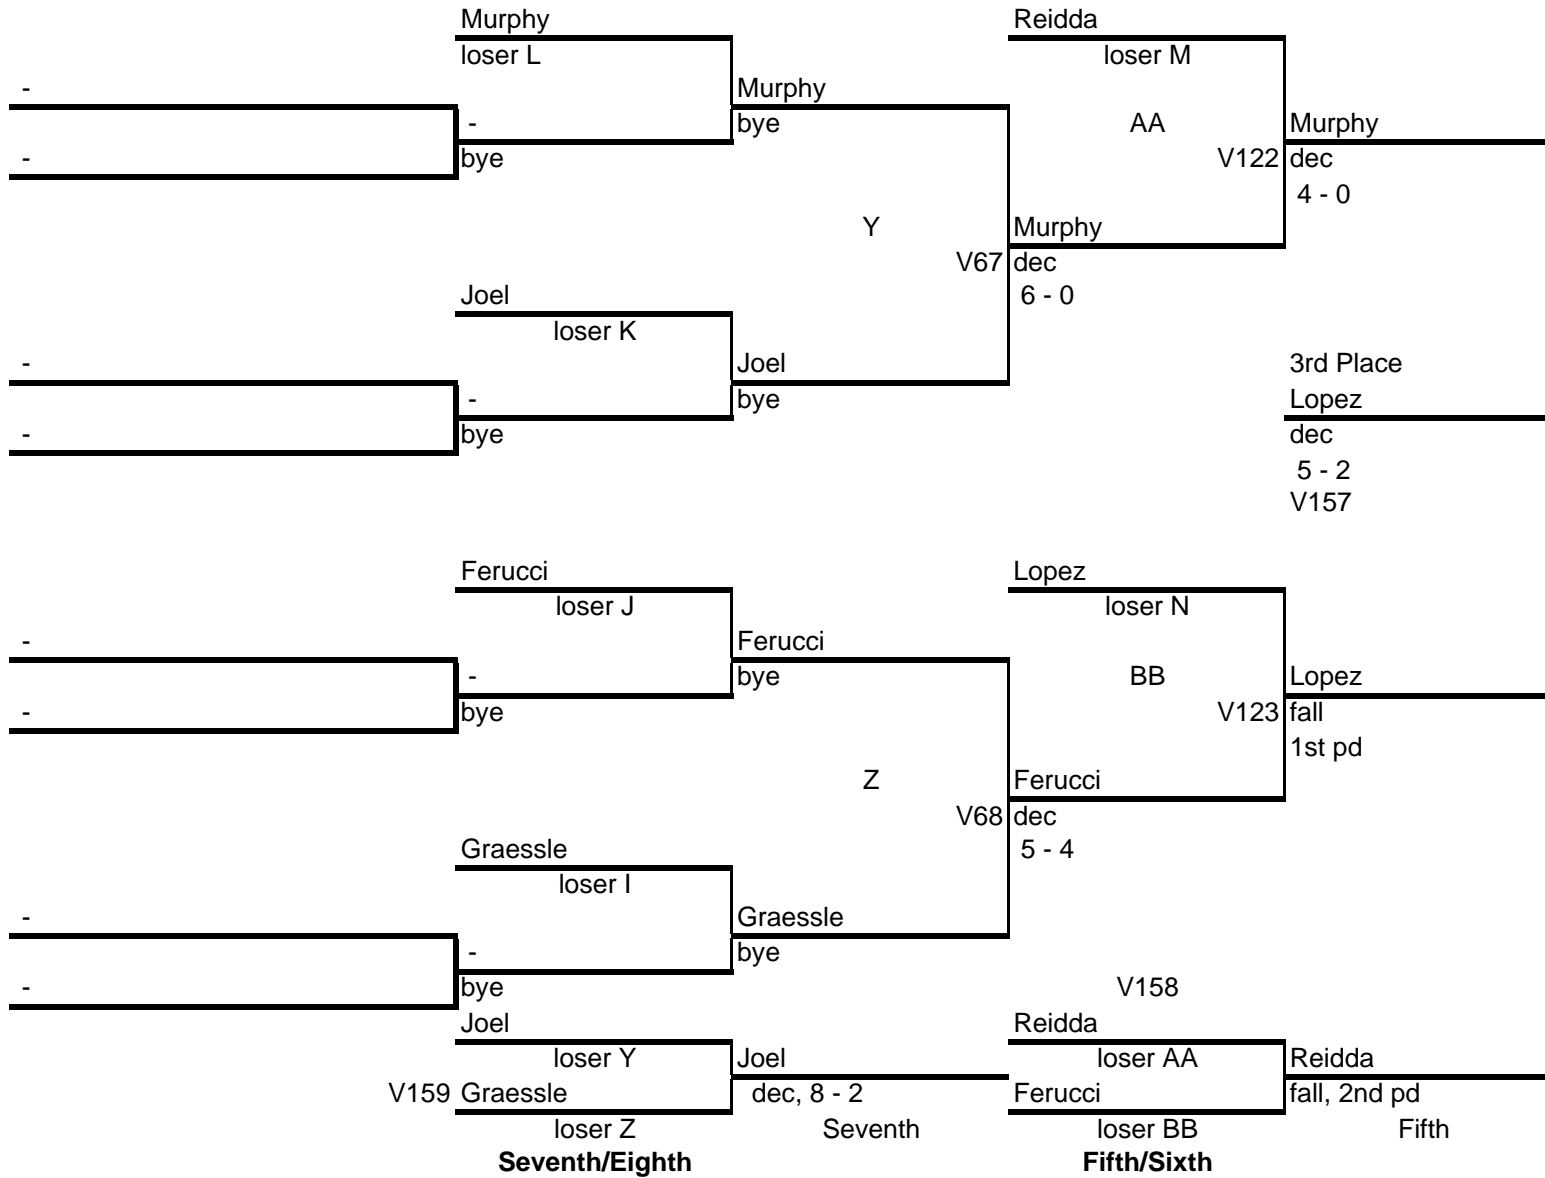 Murphy Reidda
loser L loser M
- Murphy
- bye AA Murphy
- bye V122 dec
4 - 0
Y Murphy
V67 dec
Joel 6 - 0
loser K
- Joel 3rd Place
- bye Lopez
- bye dec
5 - 2
V157
Ferucci Lopez
loser J loser N
- Ferucci
- bye BB Lopez
- bye V123 fall
1st pd
Z Ferucci
V68 dec
Graessle 5 - 4
loser I
- Graessle
- bye
- bye V158
Joel Reidda
loser Y Joel loser AA Reidda
V159 Graessle dec, 8 - 2 Ferucci fall, 2nd pd
loser Z Seventh loser BB Fifth
Seventh/Eighth Fifth/Sixth